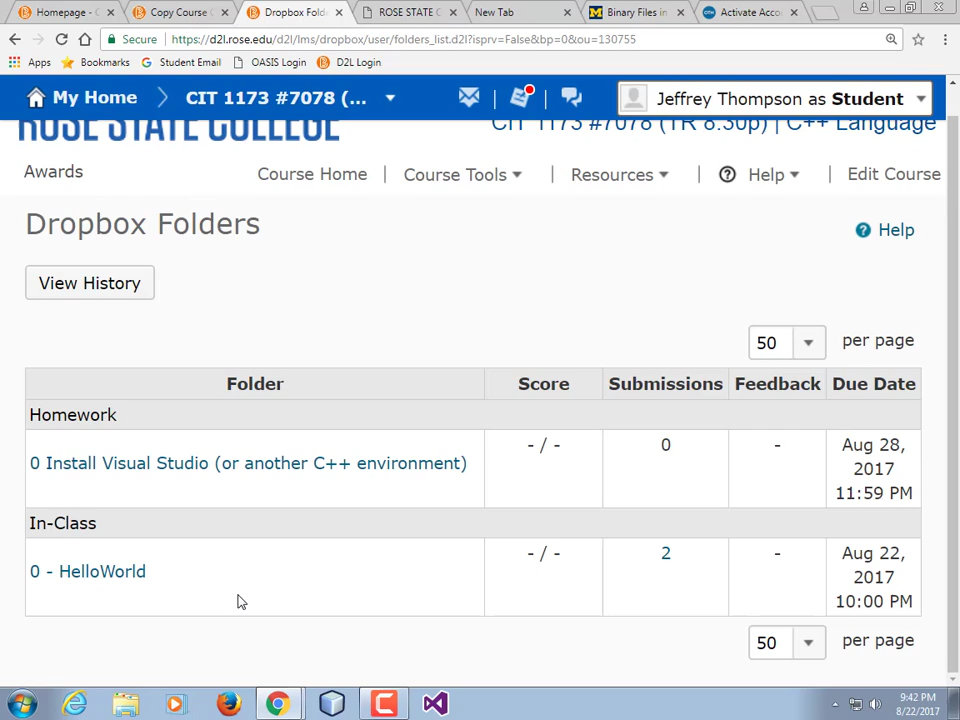 Homepage - C
Copy Course C
Dropbox Fold
ROSE STATE C
New Tab
Binary Files in
Activate Acco
Secure https://d2l.rose.edu/d2l/lms/dropbox/user/folders_list.d2l?isprv=False&bp=0&ou=130755
Apps Bookmarks Student Email OASIS Login D2L Login
My Home CIT 1173 #7078 (... Jeffrey Thompson as Student
ROSE STATE COLLEGE CIT 1173 #7078 (TR 8:30p) | C++ Language
Awards Course Home Course Tools Resources Help Edit Course
Dropbox Folders
Help
View History
50 per page
Folder Score Submissions Feedback Due Date
Homework
0 Install Visual Studio (or another C++ environment) - / - 0 - Aug 28,
2017
11:59 PM
In-Class
0 - HelloWorld - / - 2 - Aug 22,
2017
10:00 PM
50 per page
9:42 PM
8/22/2017